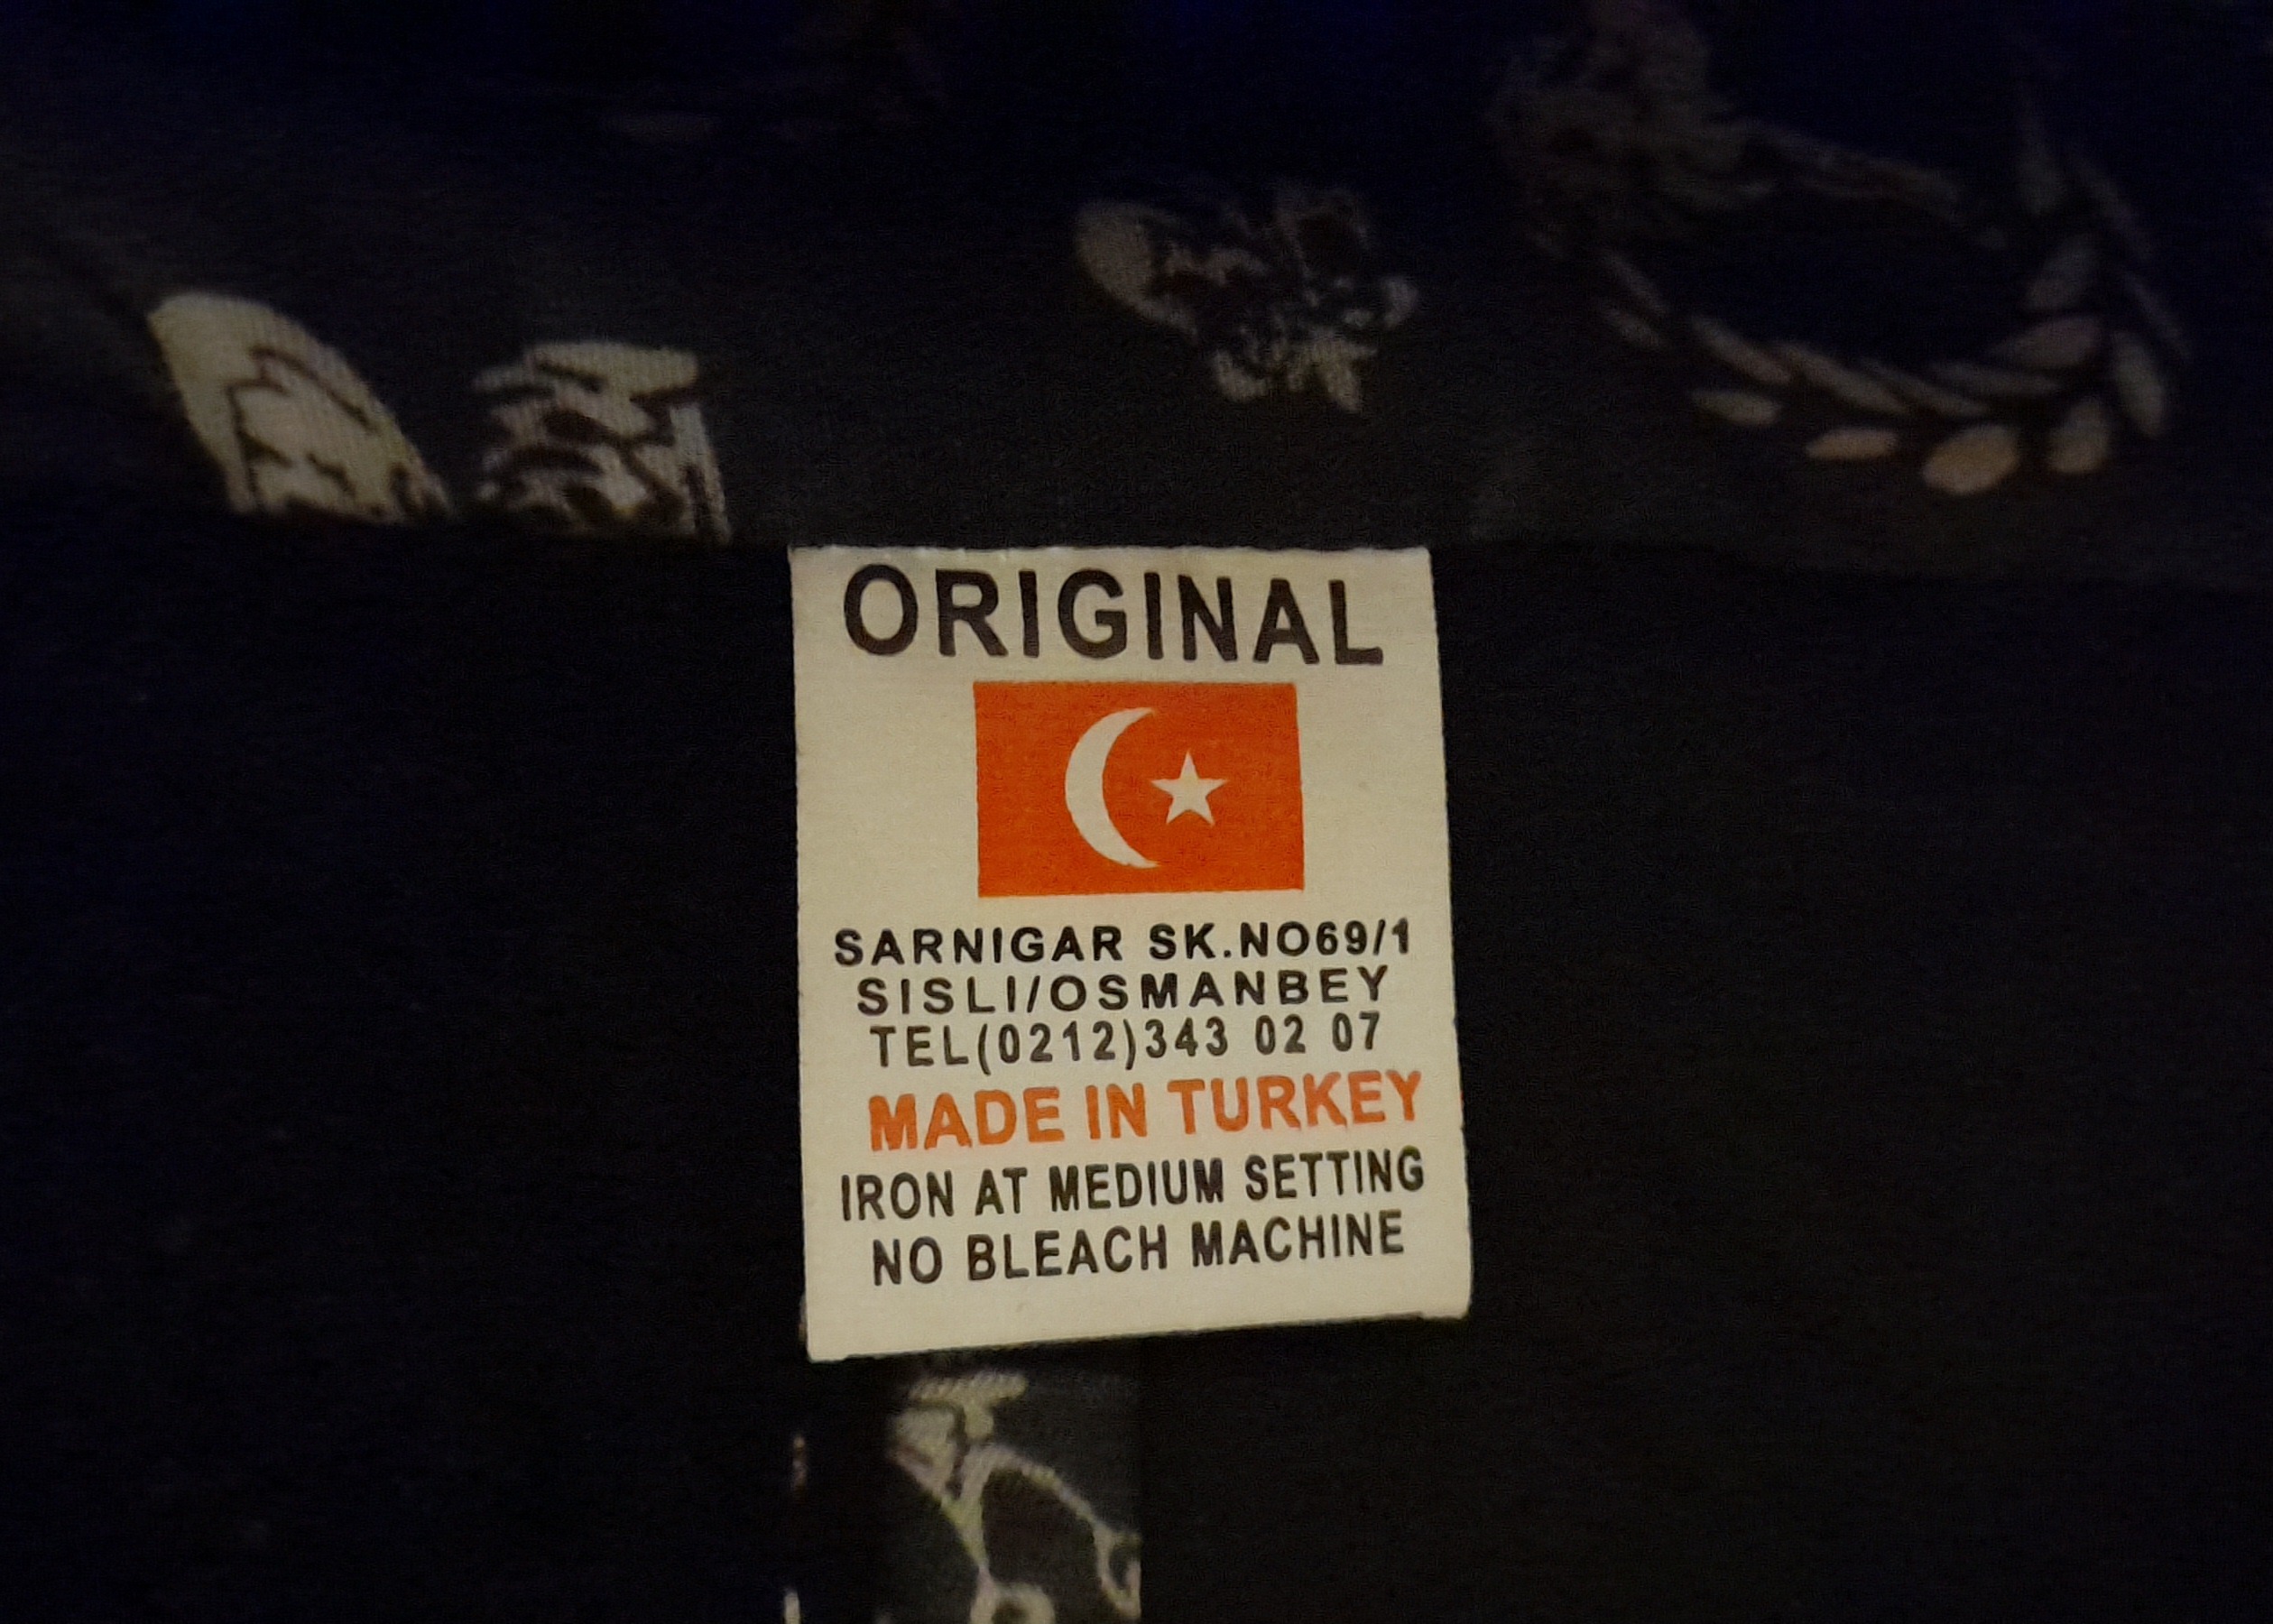 ORIGINAL
SARNIGAR SK.NO69/1
SISLI/OSMANBEY
TEL(0212)343 02 07
MADE IN TURKEY
IRON AT MEDIUM SETTING
NO BLEACH MACHINE